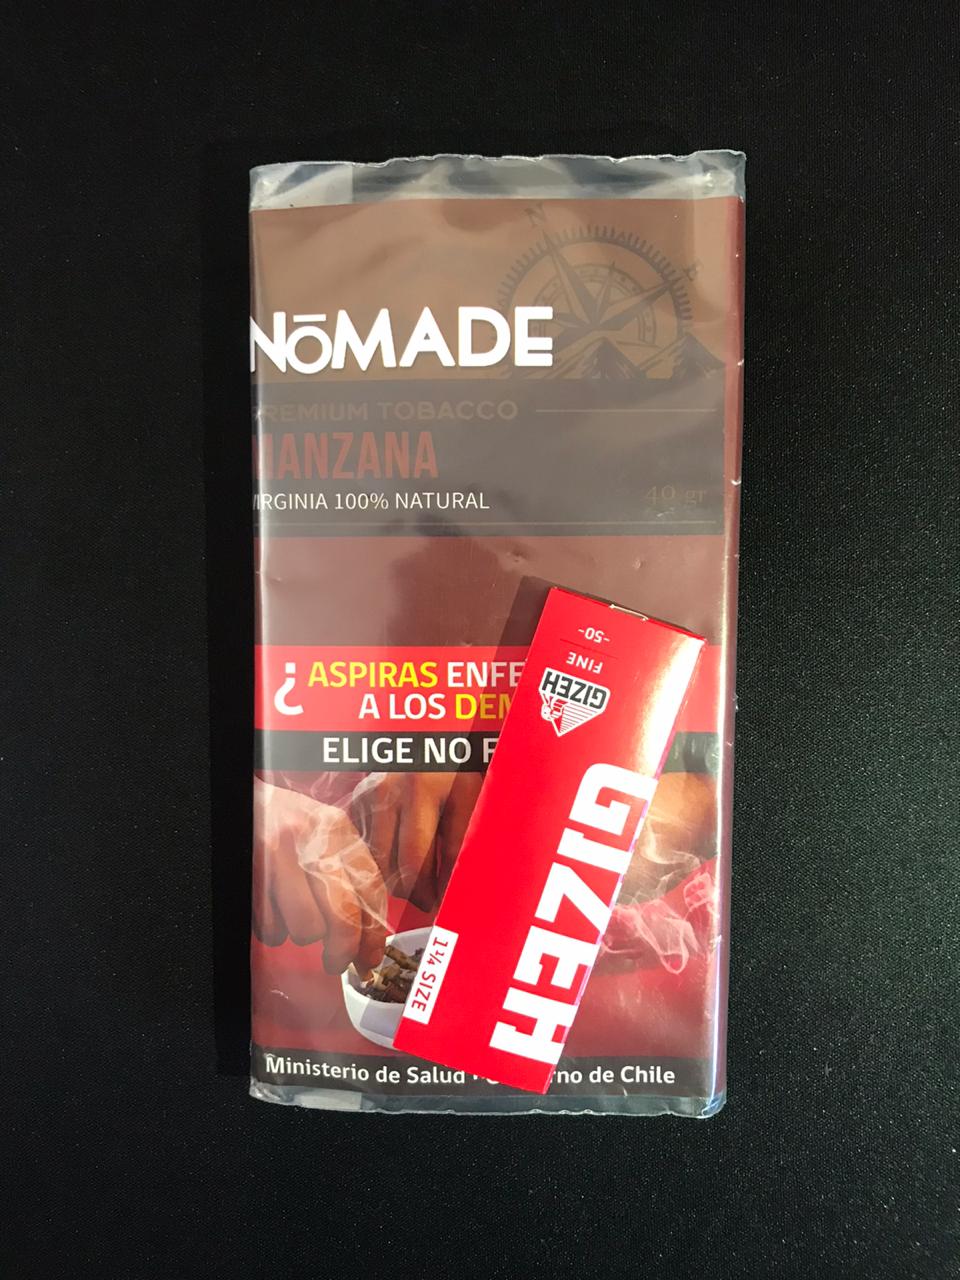 N
NōMADE
PREMIUM TOBACCO
MANZANA
VIRGINIA 100% NATURAL
40 gr
¿ASPIRAS ENFE
A LOS DEM
ELIGE NO F
-50-
FINE
GIZEH
GIZEH
1¼ SIZE
Ministerio de Salud
rno de Chile